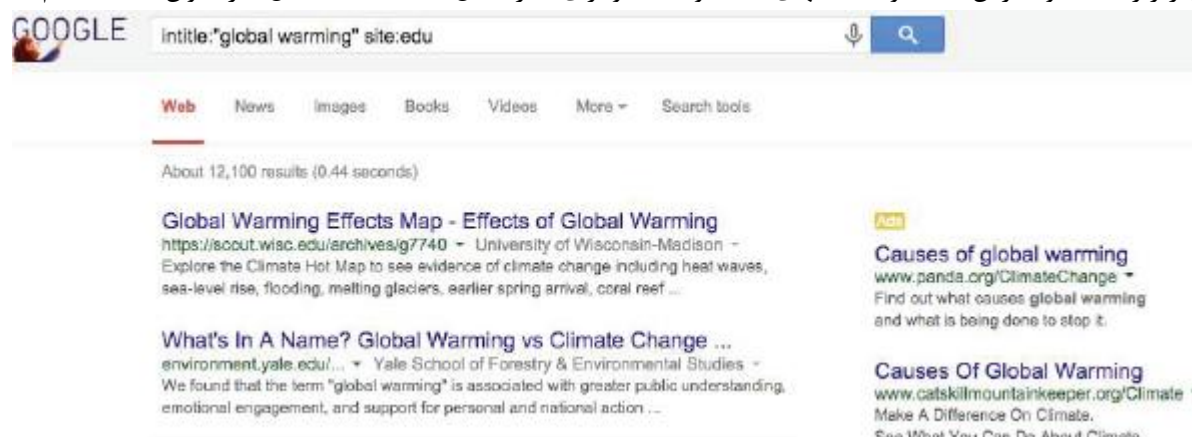 GOOGLE
intitle:"global warming" site:edu
Web News Images Books Videos More Search tools
About 12,100 results (0.44 seconds)
Global Warming Effects Map - Effects of Global Warming
https://scout.wisc.edu/archives/g7740 University of Wisconsin-Madison
Explore the Climate Hot Map to see evidence of climate change including heat waves,
sea-level rise, flooding, melting glaciers, earlier spring arrival, coral reef ...
What's In A Name? Global Warming vs Climate Change ...
environment.yale.edu/... Yale School of Forestry & Environmental Studies
We found that the term "global warming" is associated with greater public understanding,
emotional engagement, and support for personal and national action ...
Ads
Causes of global warming
www.panda.org/ClimateChange
Find out what causes global warming
and what is being done to stop it.
Causes Of Global Warming
www.catskillmountainkeeper.org/Climate
Make A Difference On Climate.
See What You Can Do About Climate